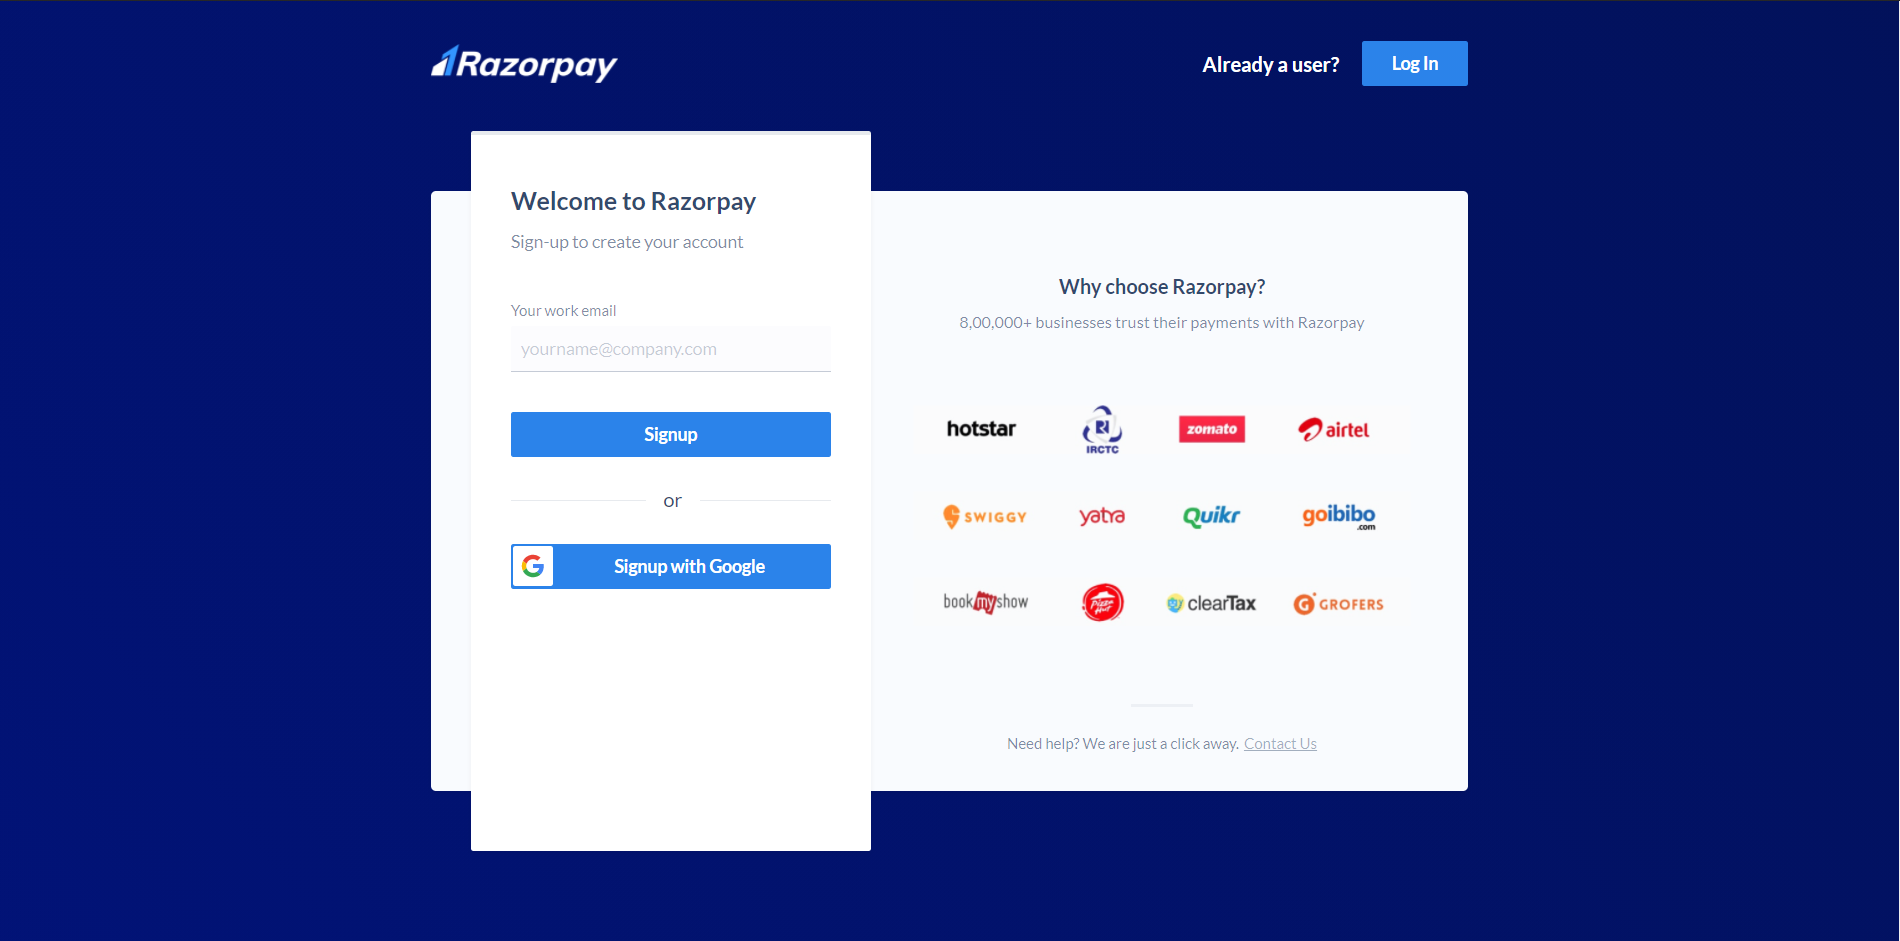 Razorpay
Already a user?
Log In
Welcome to Razorpay
Sign-up to create your account
Your work email
yourname@company.com
Signup
or
G
Signup with Google
Why choose Razorpay?
8,00,000+ businesses trust their payments with Razorpay
hotstar
IRCTC
zomato
airtel
SWIGGY
yatra
Quikr
goibibo
.com
bookmyshow
Pizza
Hut
clearTax
GROFERS
Need help? We are just a click away. Contact Us